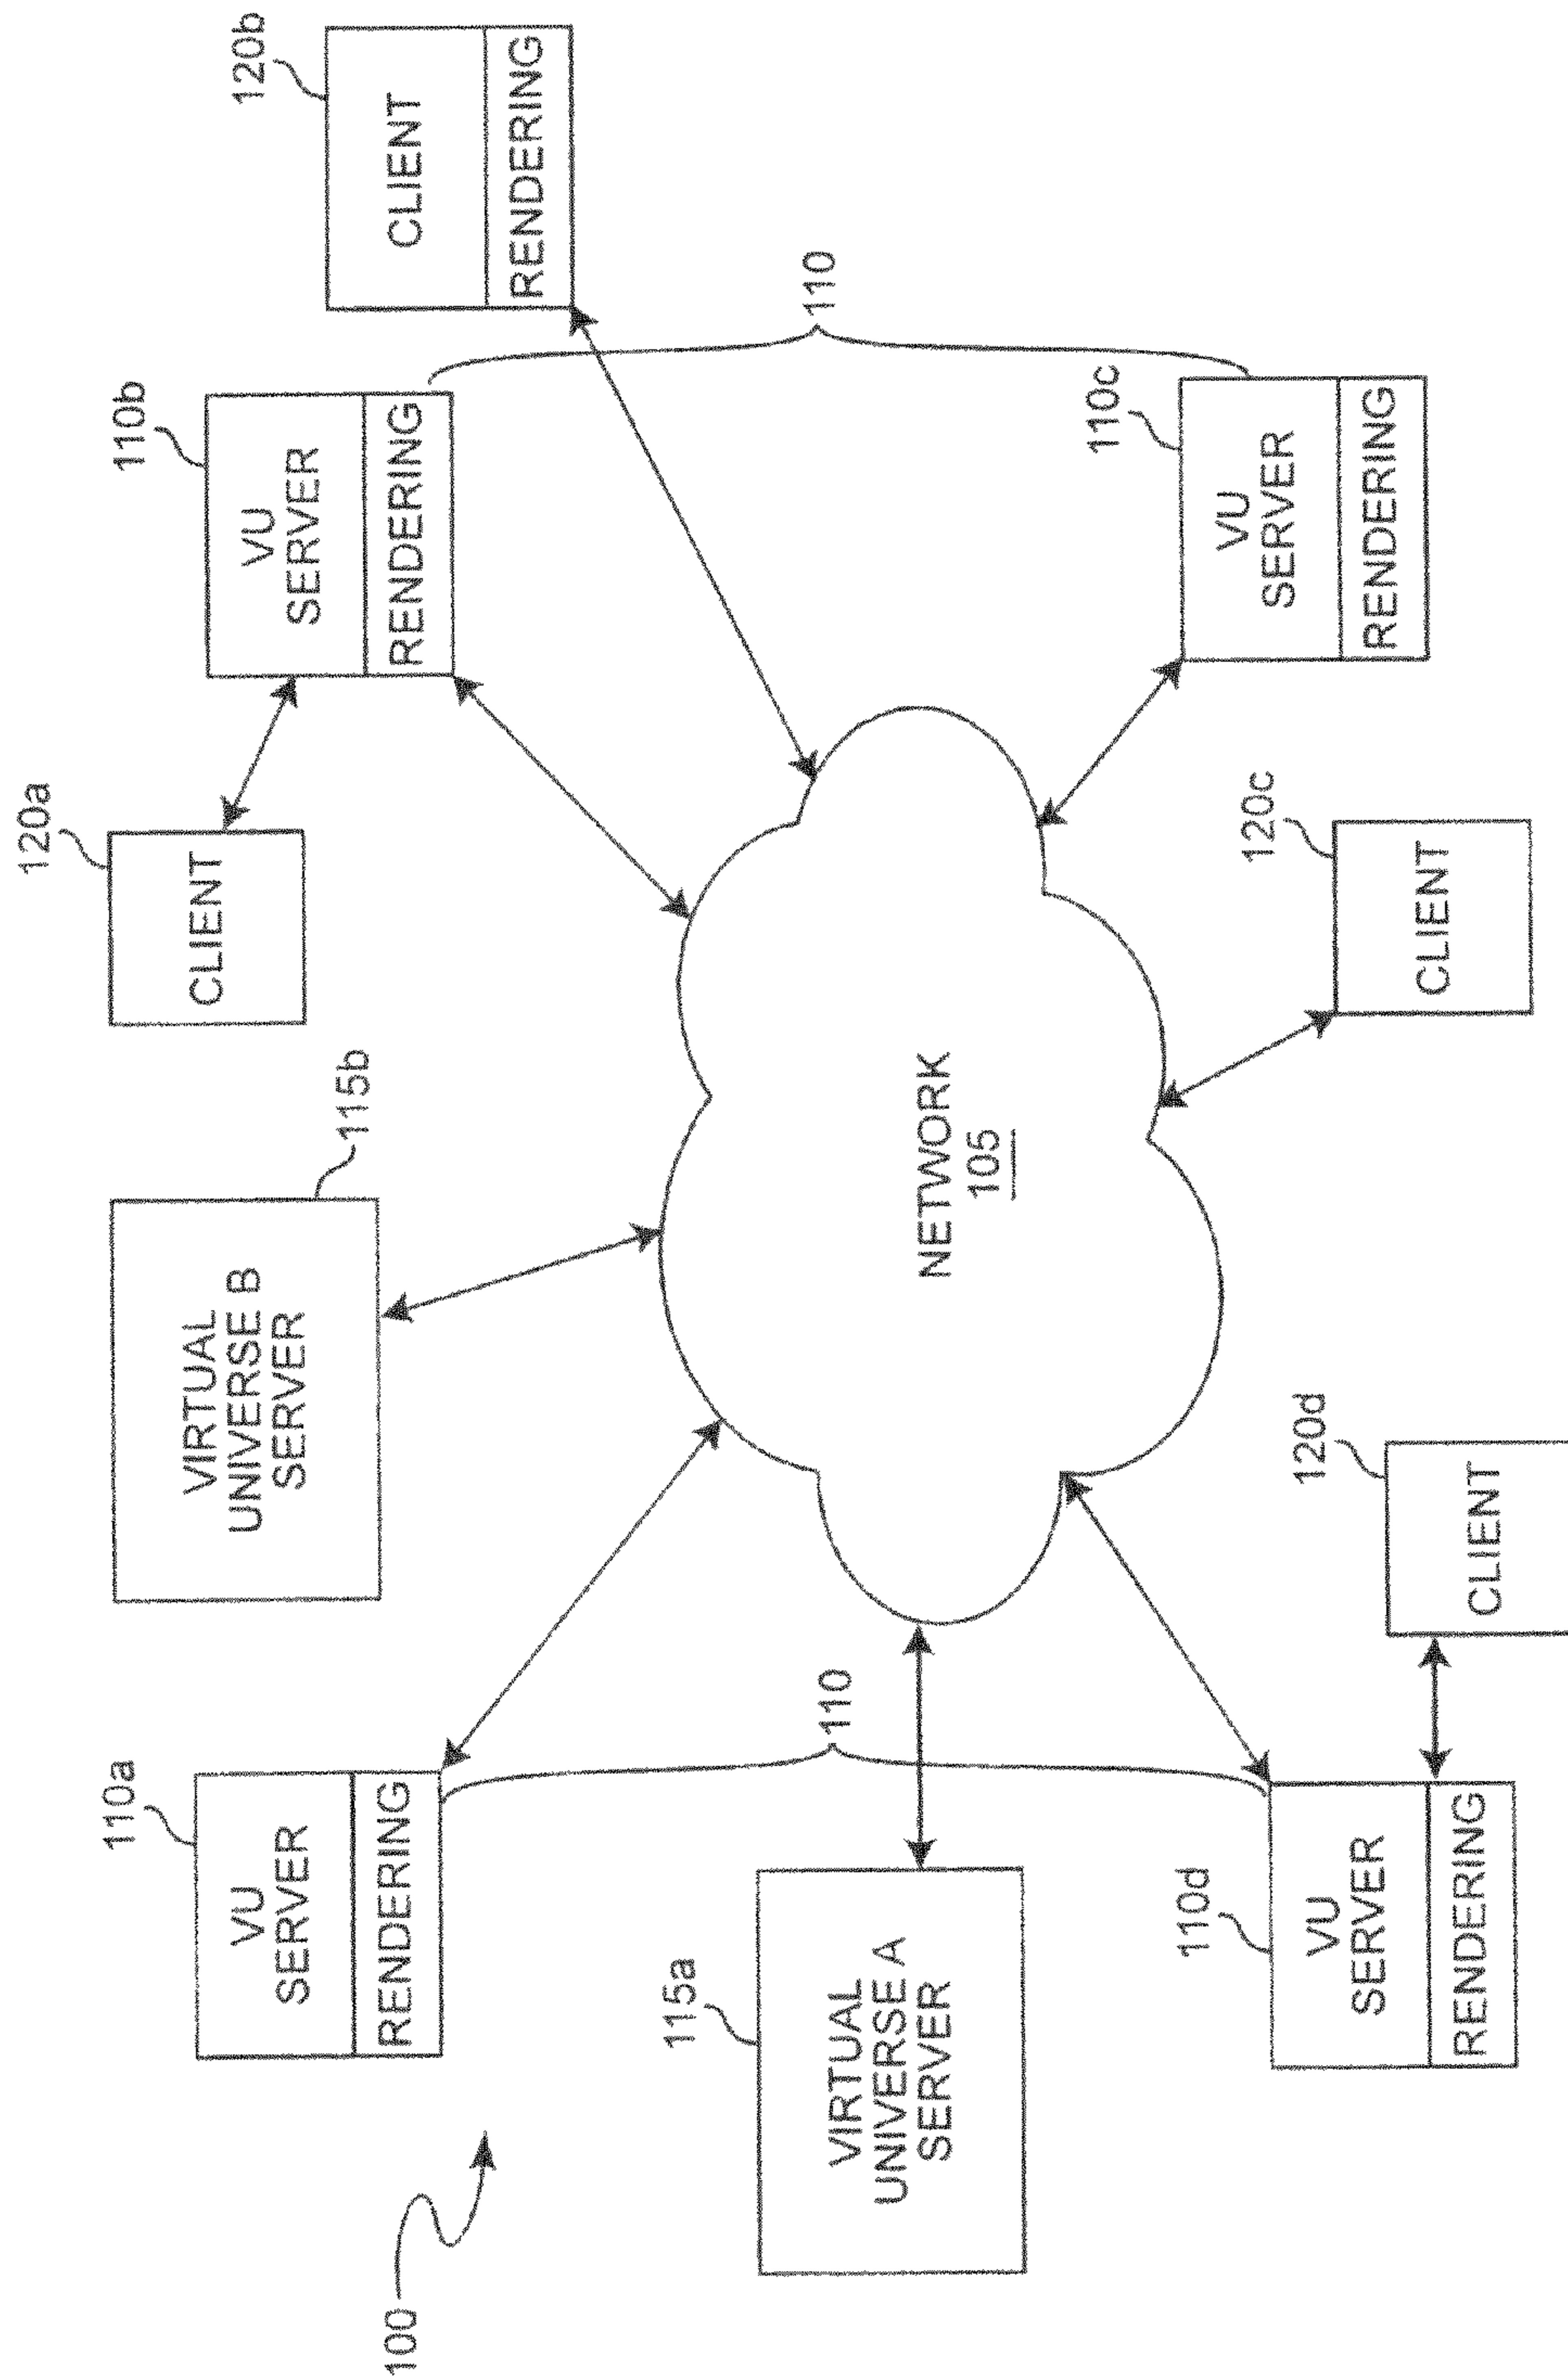 120a
110a
110b
VU
SERVER
RENDERING
VIRTUAL
UNIVERSE B
SERVER
115b
CLIENT
VU
SERVER
RENDERING
120b
CLIENT
RENDERING
100
110
110
115a
VIRTUAL
UNIVERSE A
SERVER
NETWORK
105
110d
VU
SERVER
RENDERING
120d
CLIENT
120c
CLIENT
110c
VU
SERVER
RENDERING